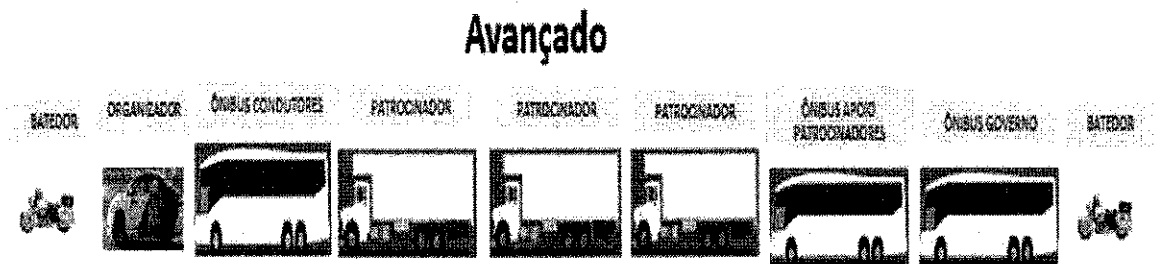 Avançado
BATEDOR
ORGANIZADOR
ÔNIBUS CONDUTORES
PATROCINADOR
PATROCINADOR
PATROCINADOR
ÔNIBUS APOIO
PATROCINADORES
ÔNIBUS GOVERNO
BATEDOR